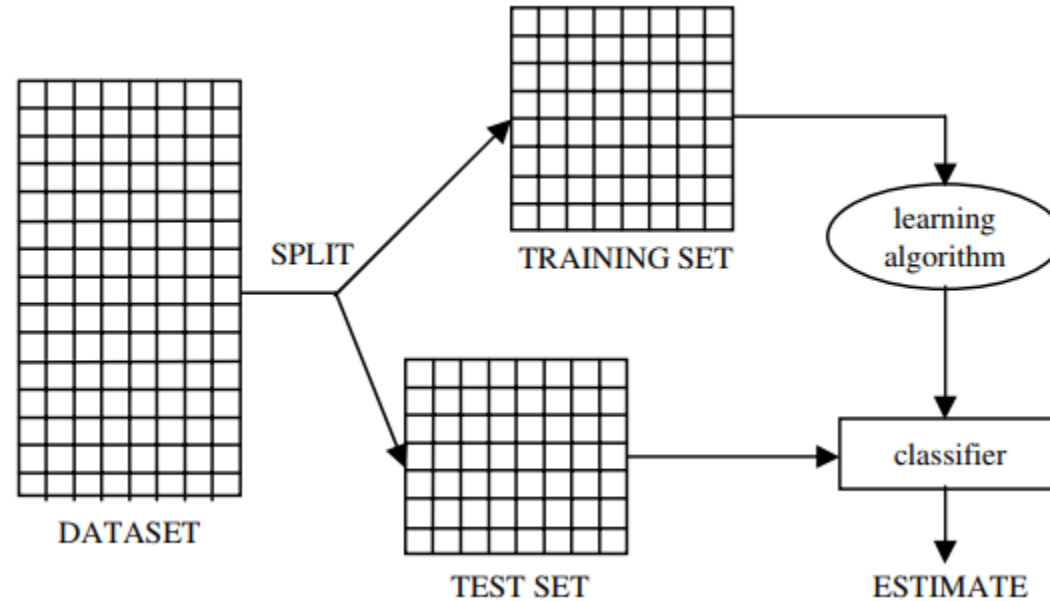 SPLIT
TRAINING SET
learning
algorithm
DATASET
TEST SET
classifier
ESTIMATE